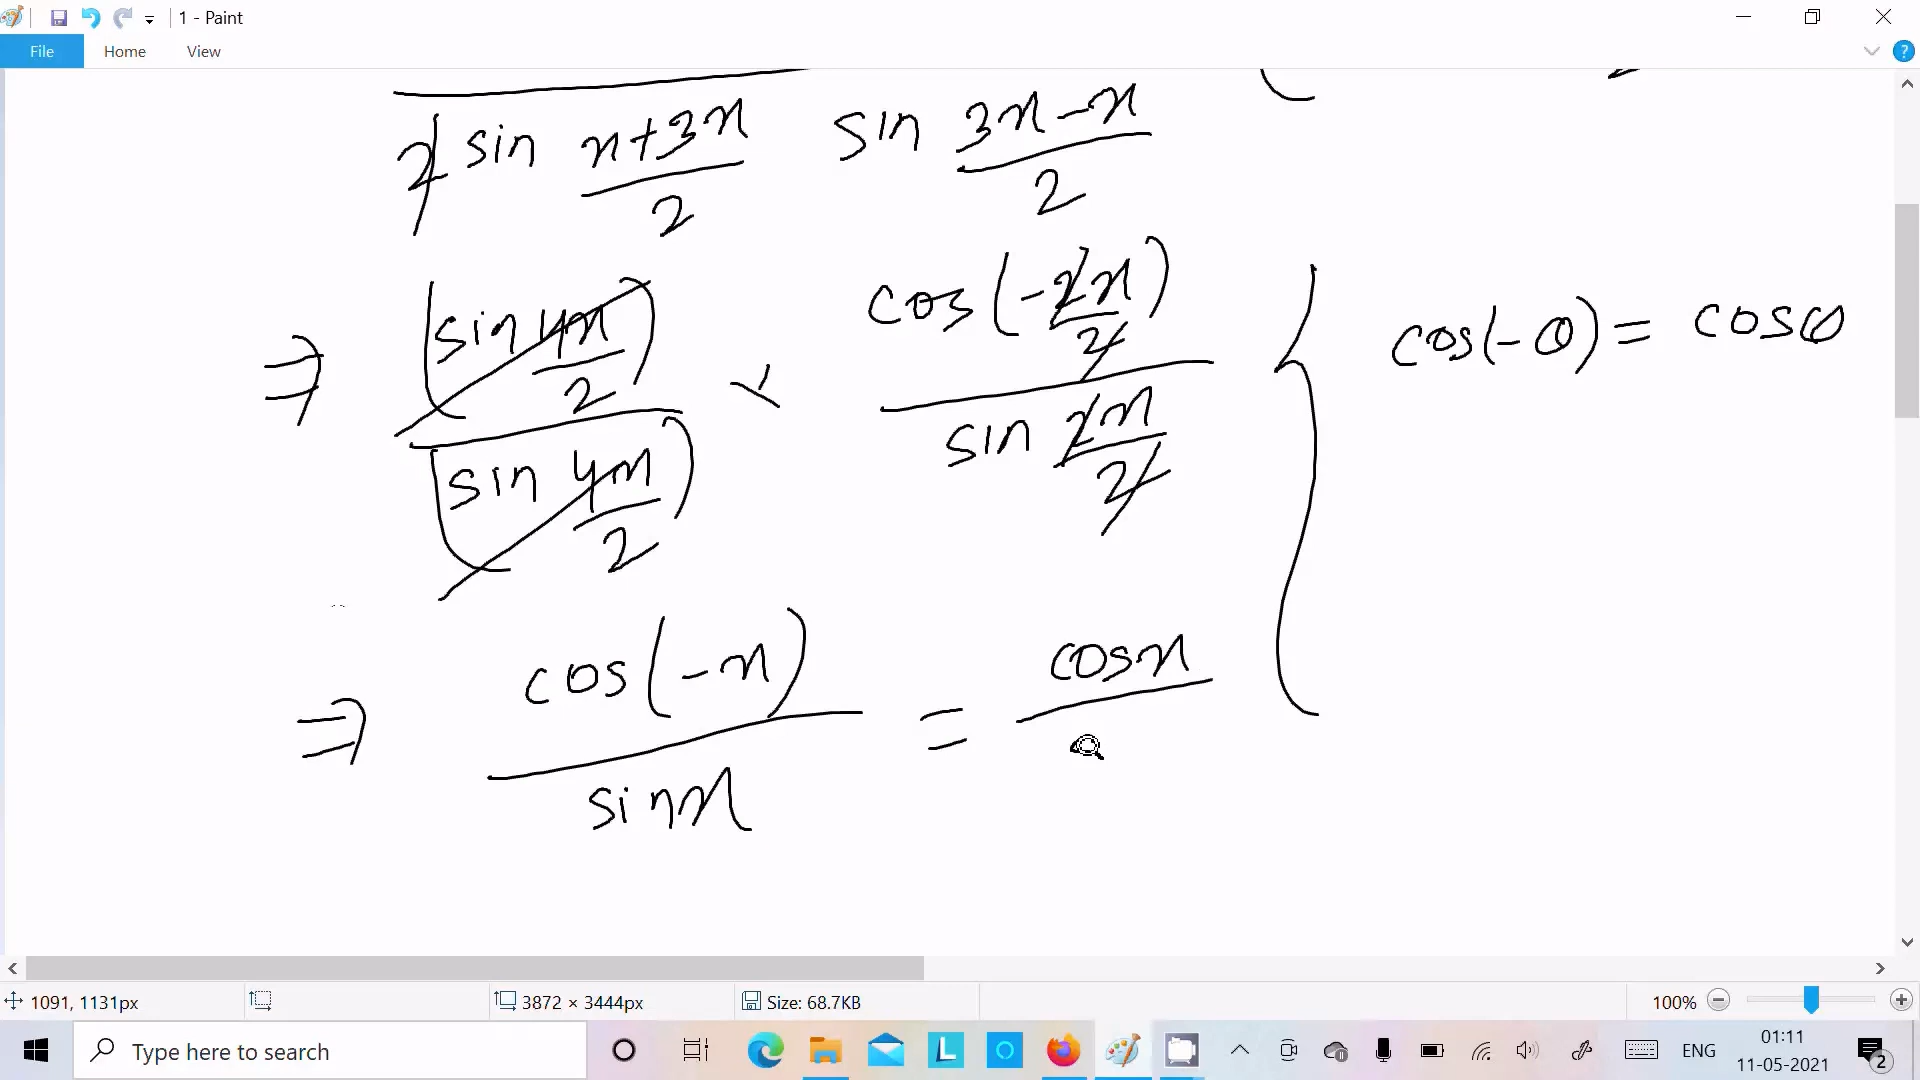 1 - Paint
File Home View
2 sin x+3x/2 sin 3x-x/2
⇒ (sin 4x/2)/(sin 4x/2) × cos(-2x/2)/sin 2x/2 { cos(-θ) = cosθ
⇒ cos(-x)/sinx = cosx
1091, 1131px 3872 × 3444px Size: 68.7KB 100%
Type here to search
ENG
01:11
11-05-2021
2